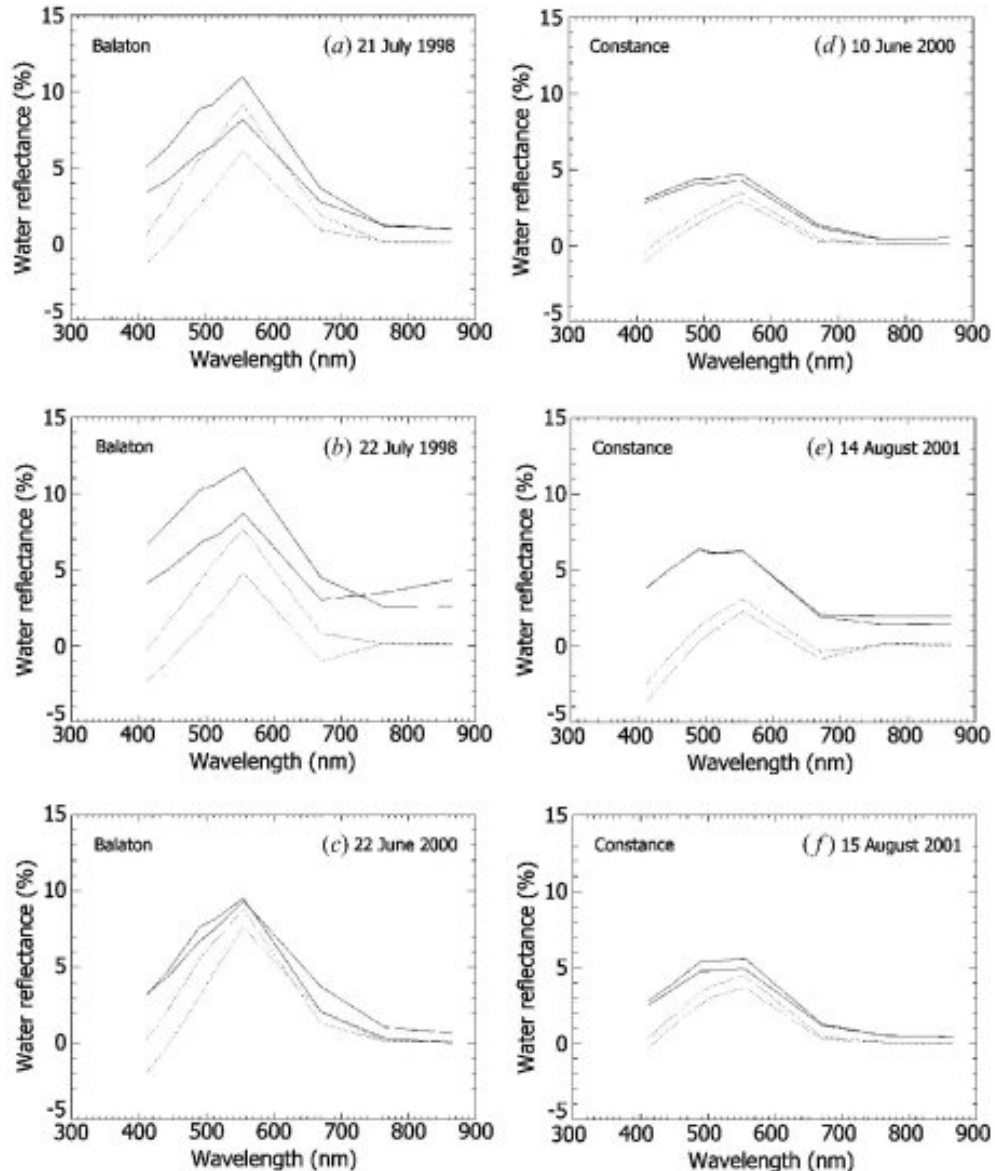 Balaton (a) 21 July 1998
Water reflectance (%)
15
10
5
0
-5
300 400 500 600 700 800 900
Wavelength (nm)
Constance (d) 10 June 2000
Water reflectance (%)
15
10
5
0
-5
300 400 500 600 700 800 900
Wavelength (nm)
Balaton (b) 22 July 1998
Water reflectance (%)
15
10
5
0
-5
300 400 500 600 700 800 900
Wavelength (nm)
Constance (e) 14 August 2001
Water reflectance (%)
15
10
5
0
-5
300 400 500 600 700 800 900
Wavelength (nm)
Balaton (c) 22 June 2000
Water reflectance (%)
15
10
5
0
-5
300 400 500 600 700 800 900
Wavelength (nm)
Constance (f) 15 August 2001
Water reflectance (%)
15
10
5
0
-5
300 400 500 600 700 800 900
Wavelength (nm)